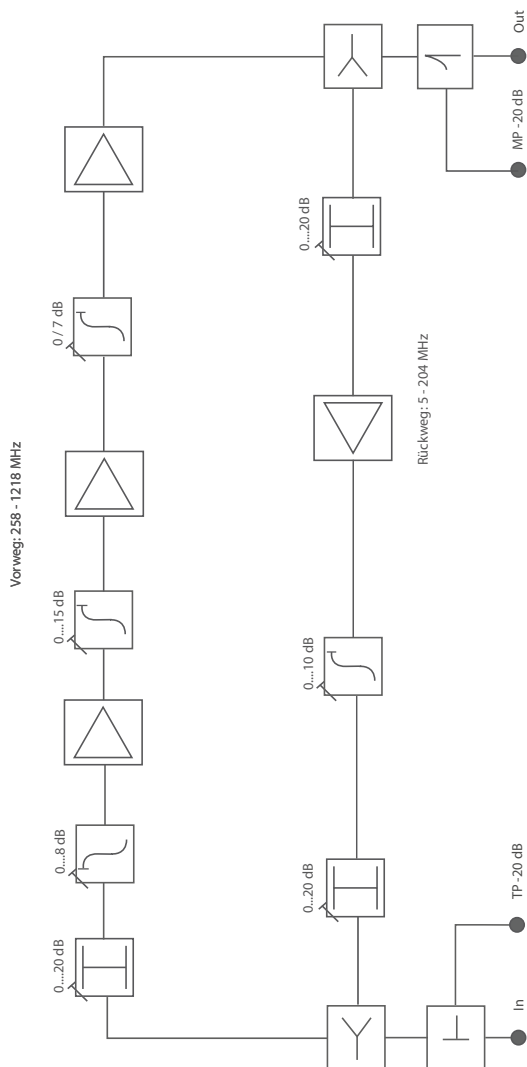 Vorweg: 258 - 1218 MHz
0....20 dB
0....8 dB
0....15 dB
0 / 7 dB
0....20 dB
0....10 dB
0....20 dB
Rückweg: 5 - 204 MHz
In
TP -20 dB
MP -20 dB
Out